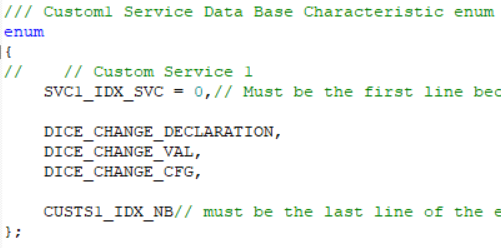 /// Custom1 Service Data Base Characteristic enum
enum
{
//    // Custom Service 1
    SVC1_IDX_SVC = 0,// Must be the first line
    DICE_CHANGE_DECLARATION,
    DICE_CHANGE_VAL,
    DICE_CHANGE_CFG,
    CUSTS1_IDX_NB// must be the last line of the
};